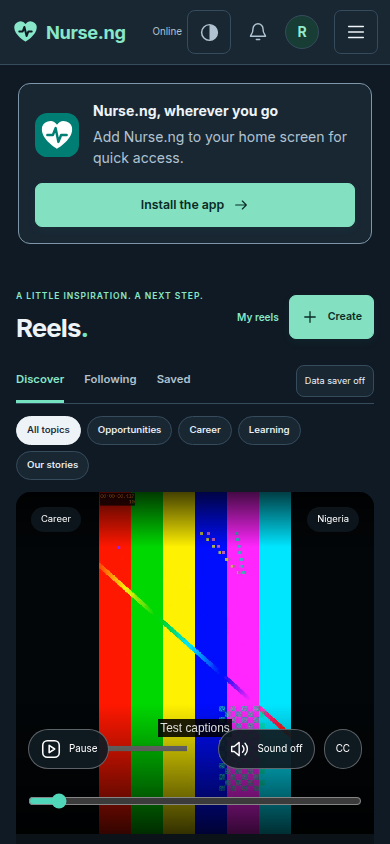 Nurse.ng
Online
R
Nurse.ng, wherever you go
Add Nurse.ng to your home screen for
quick access.
Install the app
A LITTLE INSPIRATION. A NEXT STEP.
Reels.
My reels
Create
Discover
Following
Saved
Data saver off
All topics
Opportunities
Career
Learning
Our stories
Career
Nigeria
Test captions
Pause
Sound off
CC